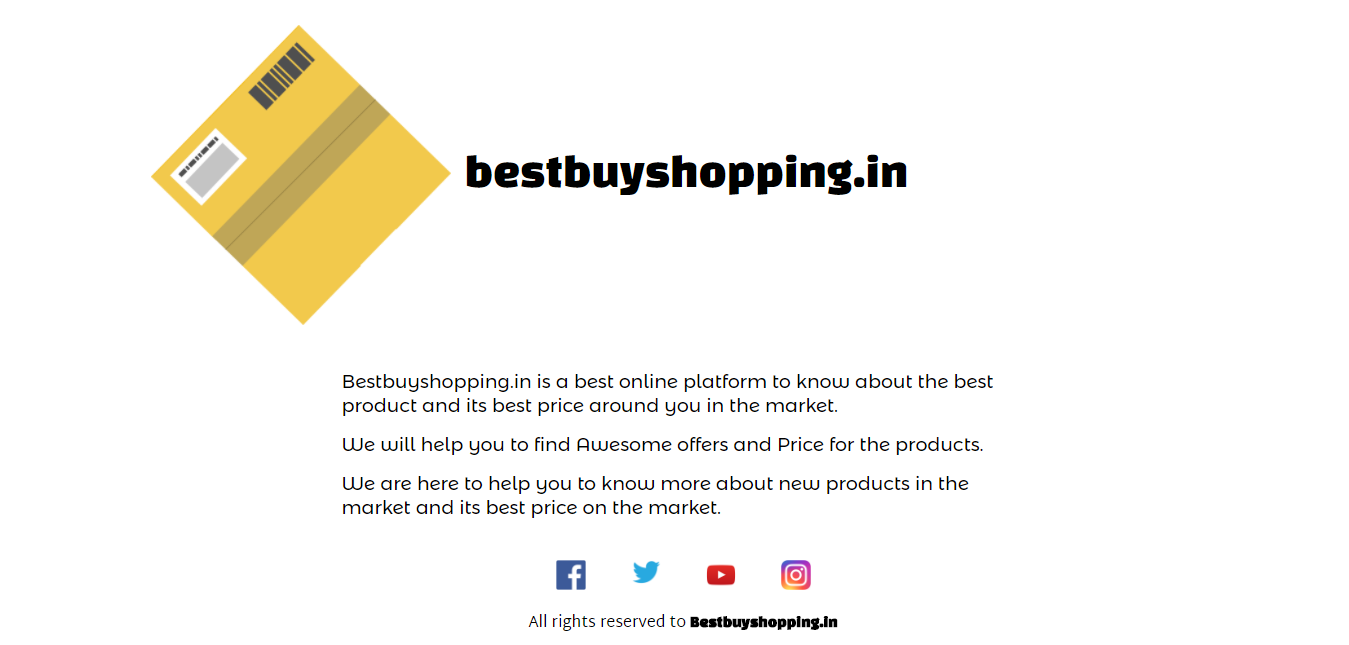 bestbuyshopping.in
Bestbuyshopping.in is a best online platform to know about the best
product and its best price around you in the market.
We will help you to find Awesome offers and Price for the products.
We are here to help you to know more about new products in the
market and its best price on the market.
All rights reserved to Bestbuyshopping.in